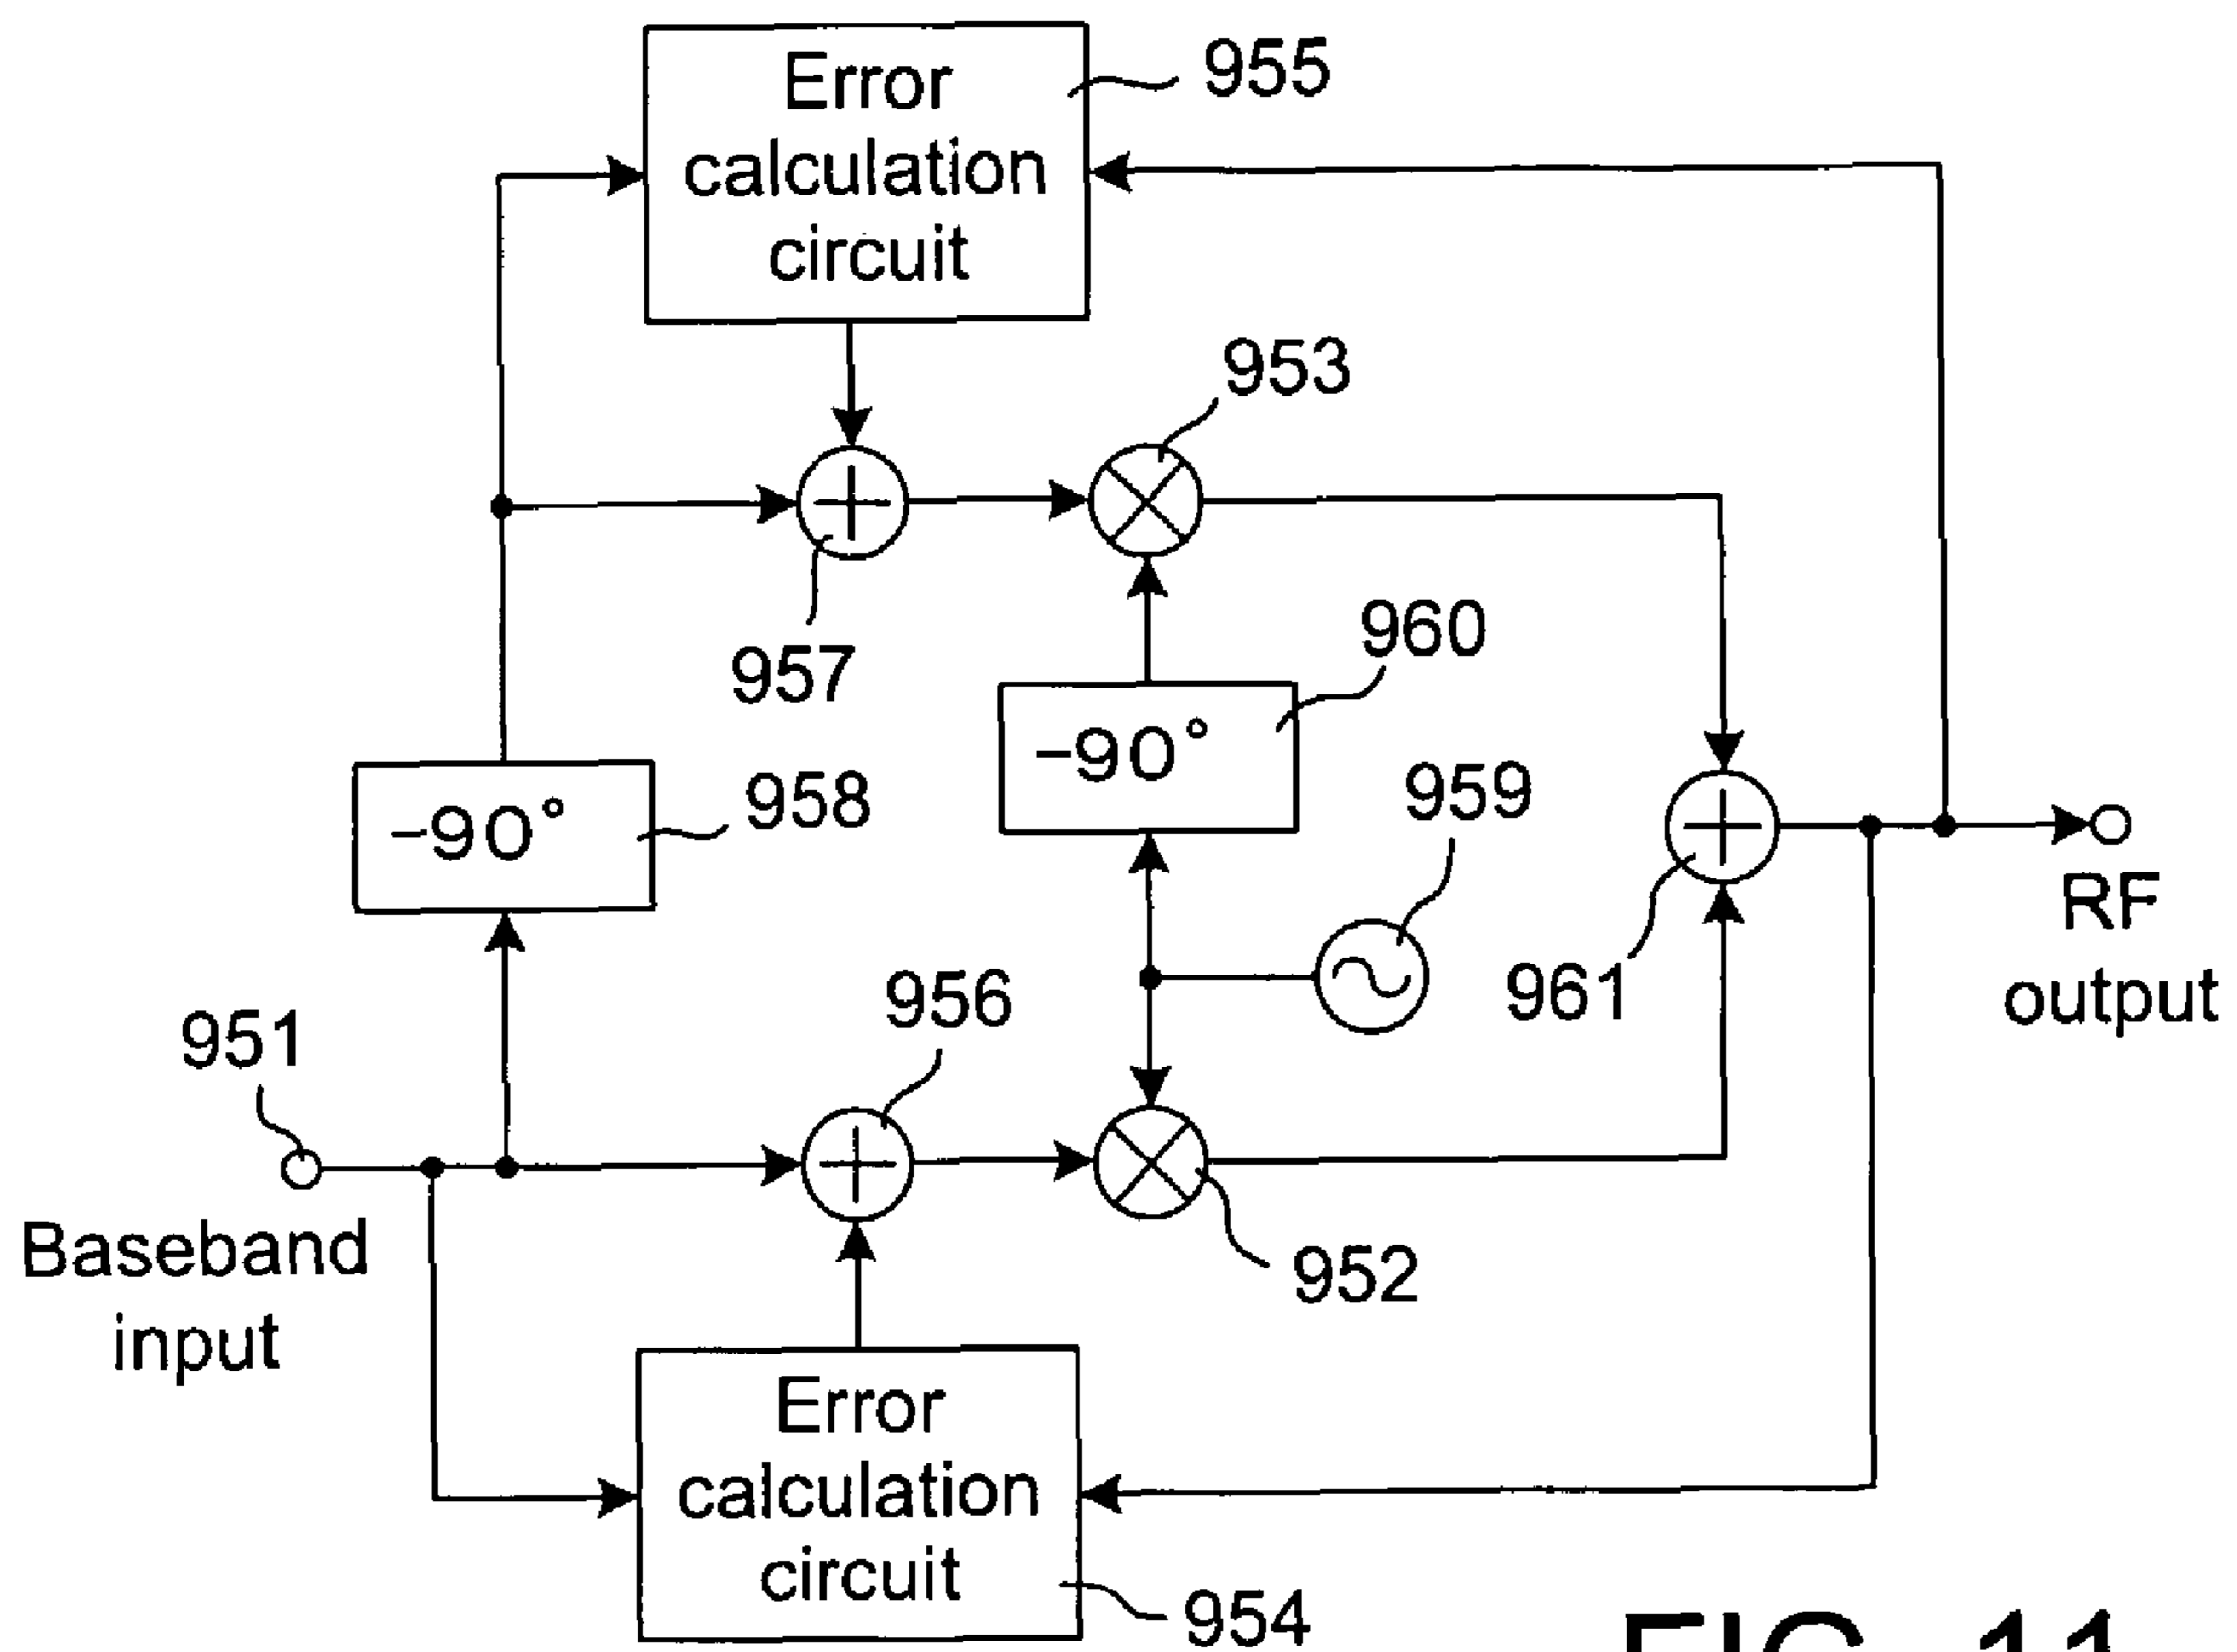 Error
calculation
circuit
955
953
957
960
-90°
-90°
958
959
961
RF
output
956
951
Baseband
input
952
Error
calculation
circuit
954
FIG. 11